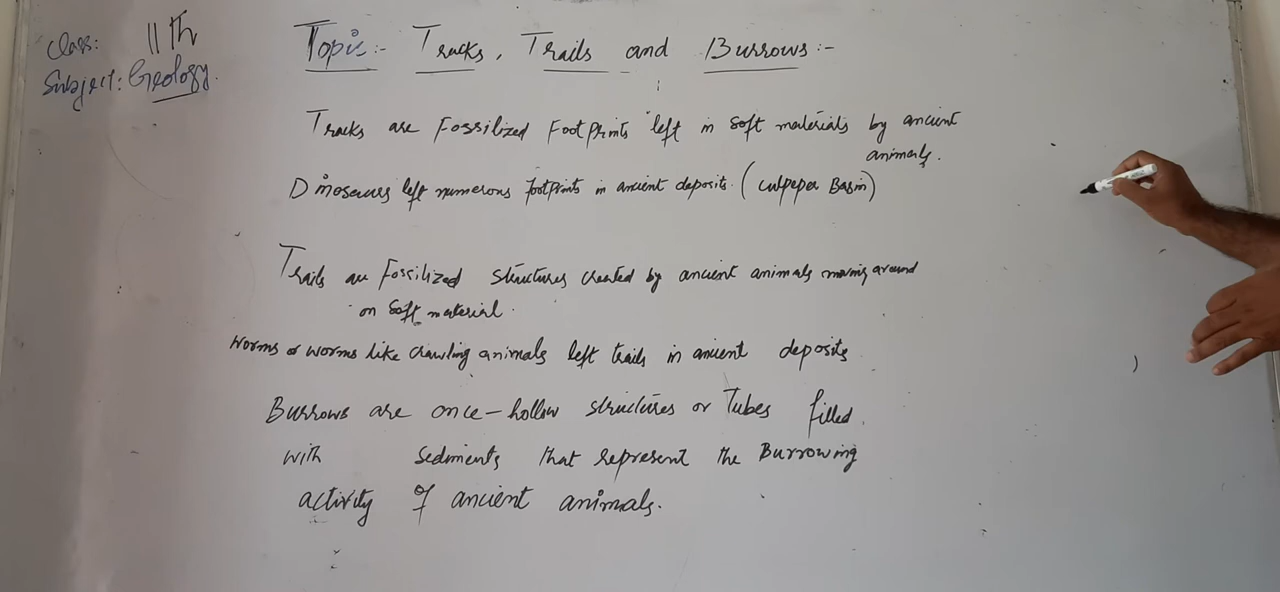 Class: 11th
Subject: Geology
Topic:- Tracks, Trails and Burrows:-
Tracks are Fossilized Footprints left in soft materials by ancient
animals.
Dinosaurs left numerous footprints in ancient deposits. (Culpeper Basin)
Trails are Fossilized structures created by ancient animals moving around
on soft material.
Worms or worms like crawling animals left trails in ancient deposits
Burrows are once-hollow structures or Tubes filled
with sediments that represent the Burrowing
activity of ancient animals.